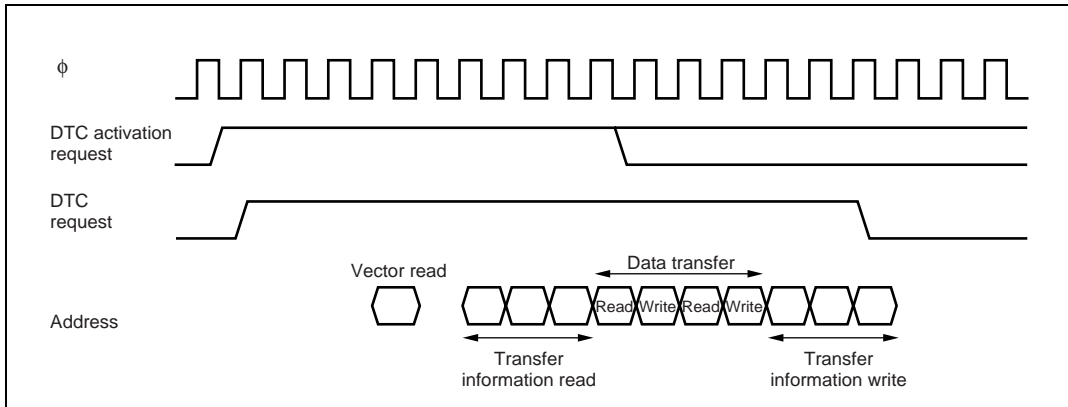 φ
DTC activation
request
DTC
request
Vector read
Data transfer
Address
Read Write Read Write
Transfer
information read
Transfer
information write